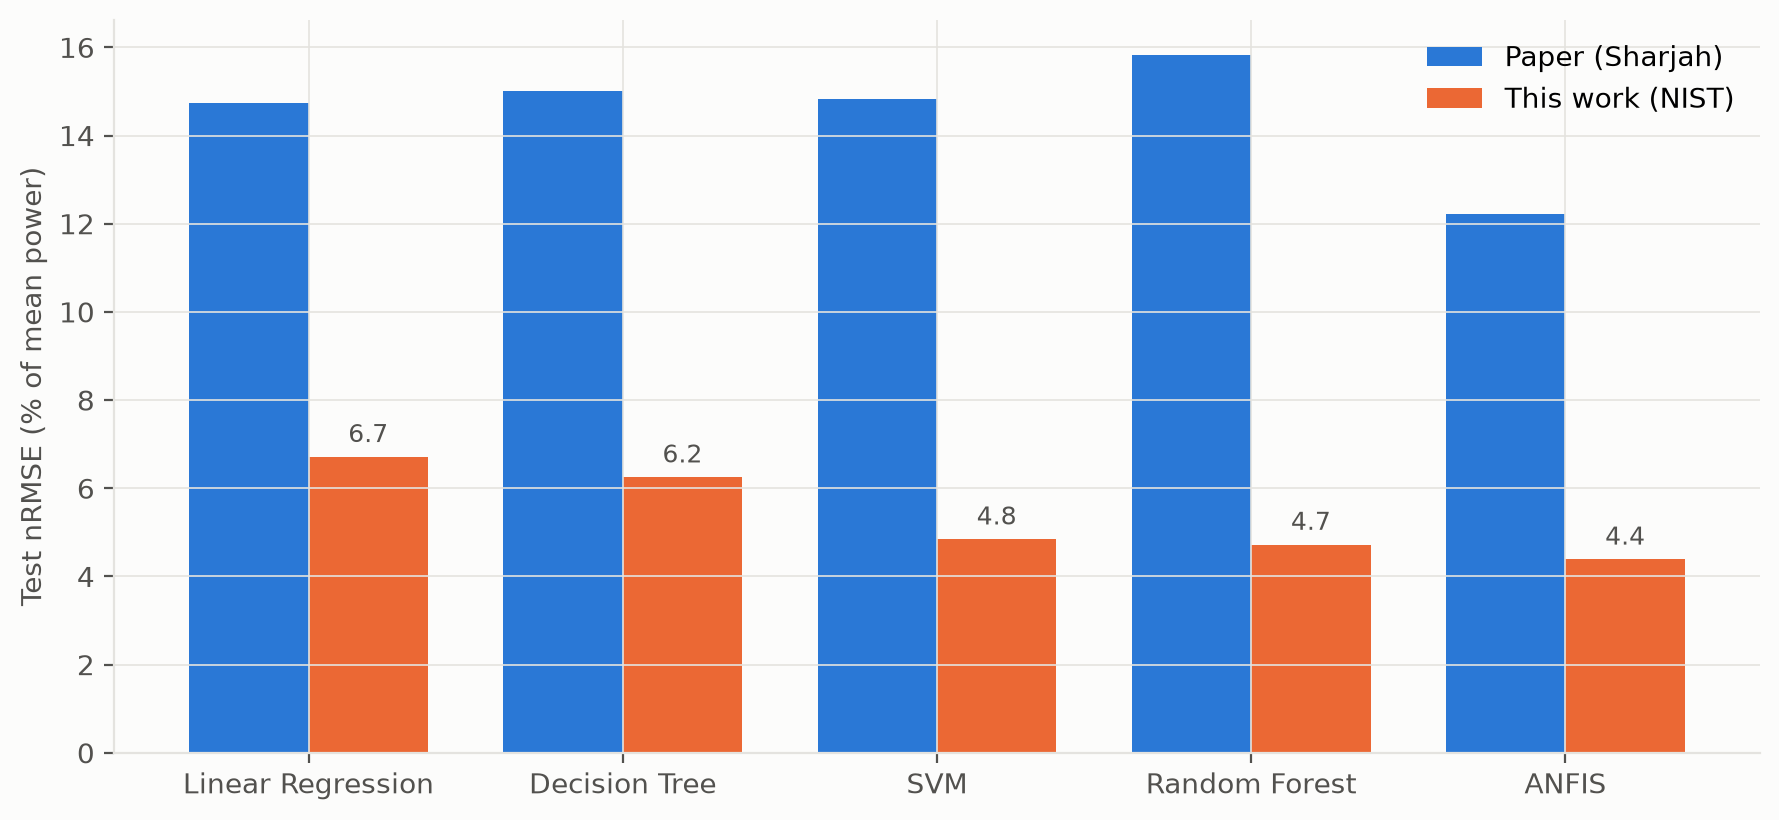 Test nRMSE (% of mean power)
16
14
12
10
8
6
4
2
0
Paper (Sharjah)
This work (NIST)
6.7
6.2
4.8
4.7
4.4
Linear Regression
Decision Tree
SVM
Random Forest
ANFIS